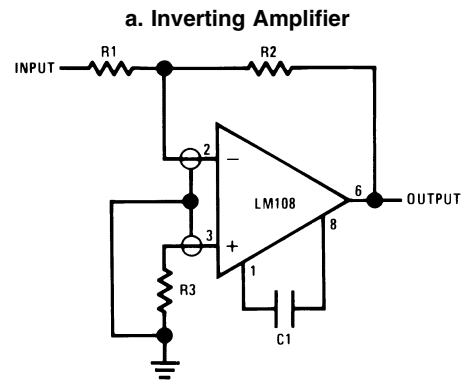 a. Inverting Amplifier
R1
R2
INPUT
2
−
6
LM108
OUTPUT
8
3
+
1
R3
C1